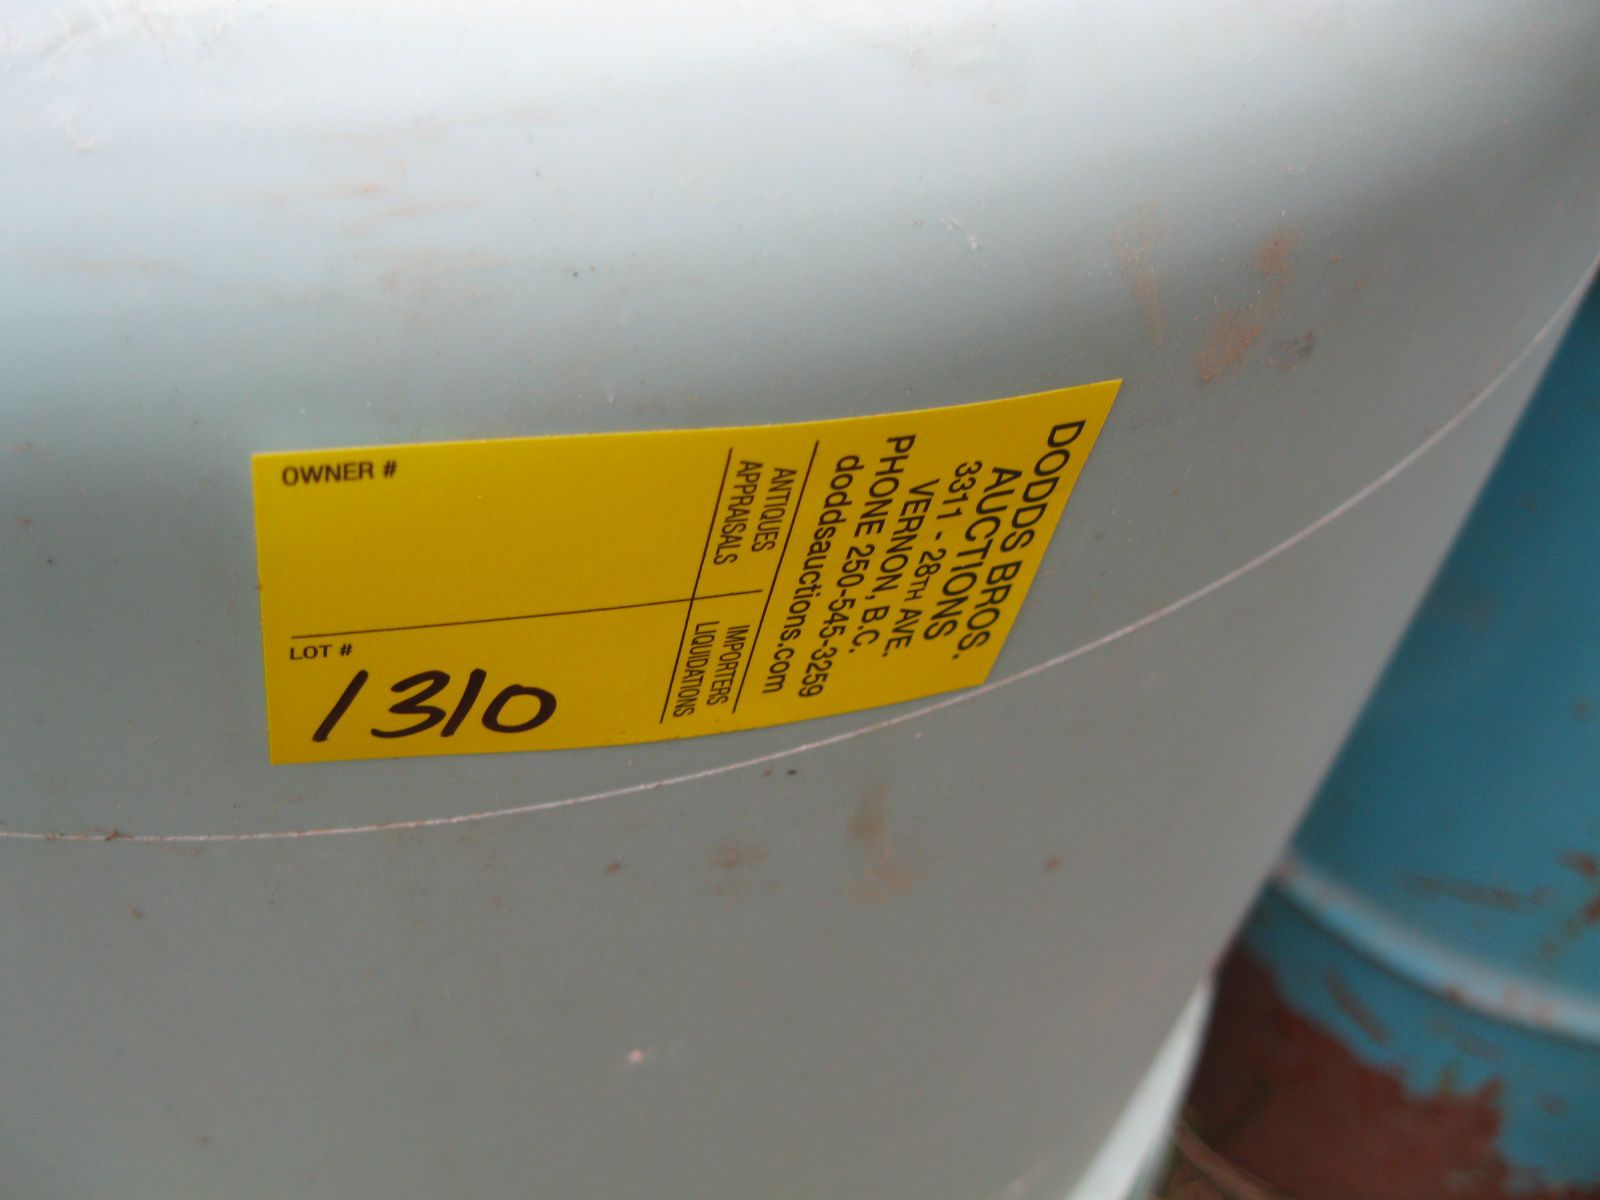 DODDS BROS.
AUCTIONS
3311 - 28TH AVE.
VERNON, B.C.
PHONE 250-545-3259
doddsauctions.com
ANTIQUES
APPRAISALS
IMPORTERS
LIQUIDATIONS
OWNER #
LOT #
1310